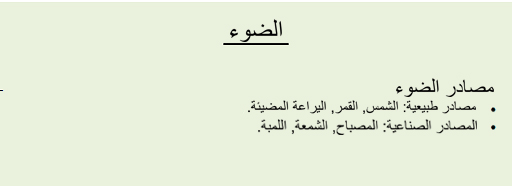 الضوء
مصادر الضوء
• مصادر طبيعية: الشمس, القمر, اليراعة المضيئة.
• المصادر الصناعية: المصباح, الشمعة, اللمبة.